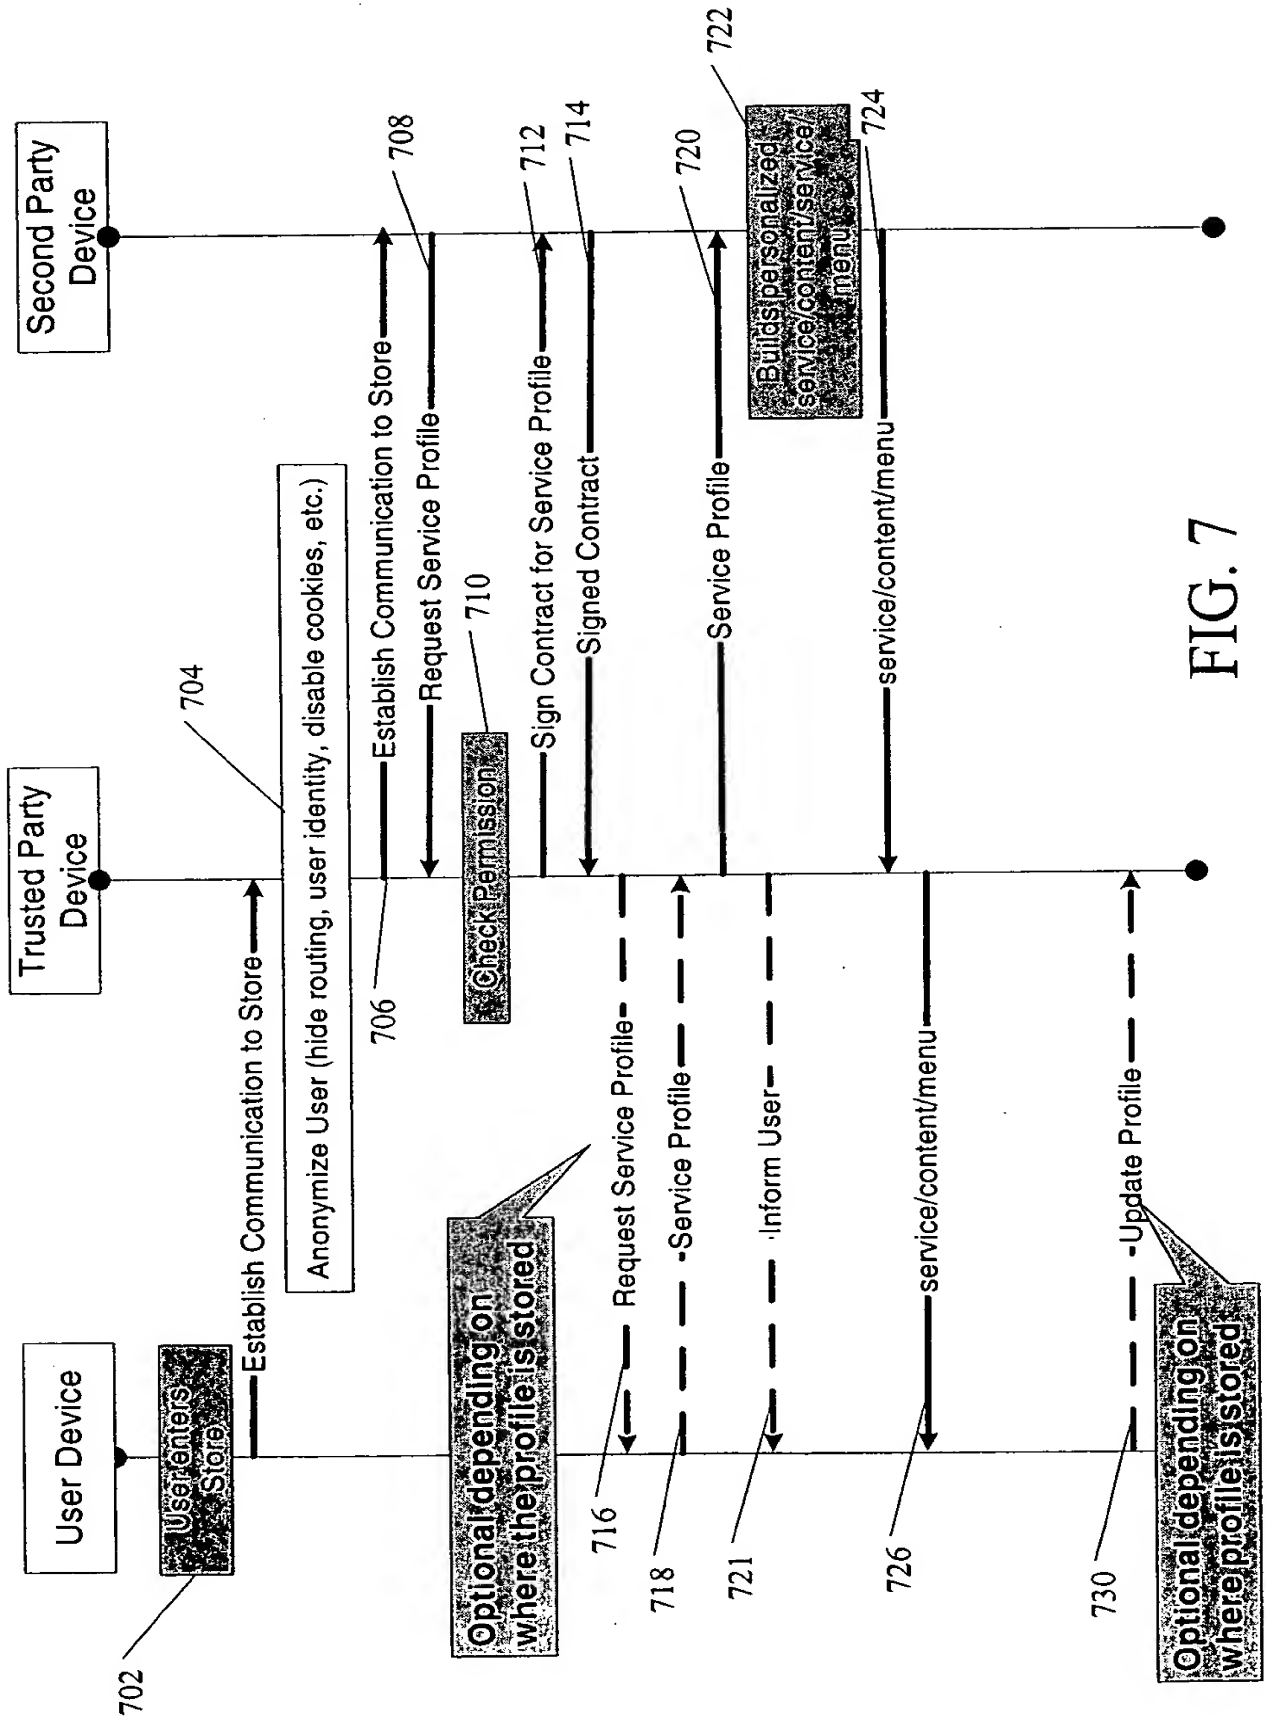 User Device
Trusted Party
Device
Second Party
Device
702
User enters
Store
Establish Communication to Store
704
Anonymize User (hide routing, user identity, disable cookies, etc.)
706
Establish Communication to Store
Request Service Profile
708
Check Permission
710
Sign Contract for Service Profile
712
Signed Contract
714
Optional depending on
where the profile is stored
716
Request Service Profile
718
Service Profile
Service Profile
720
721
Inform User
722
Builds personalized
service/content/service/
menu
service/content/menu
724
726
service/content/menu
730
Update Profile
Optional depending on
where profile is stored
FIG. 7